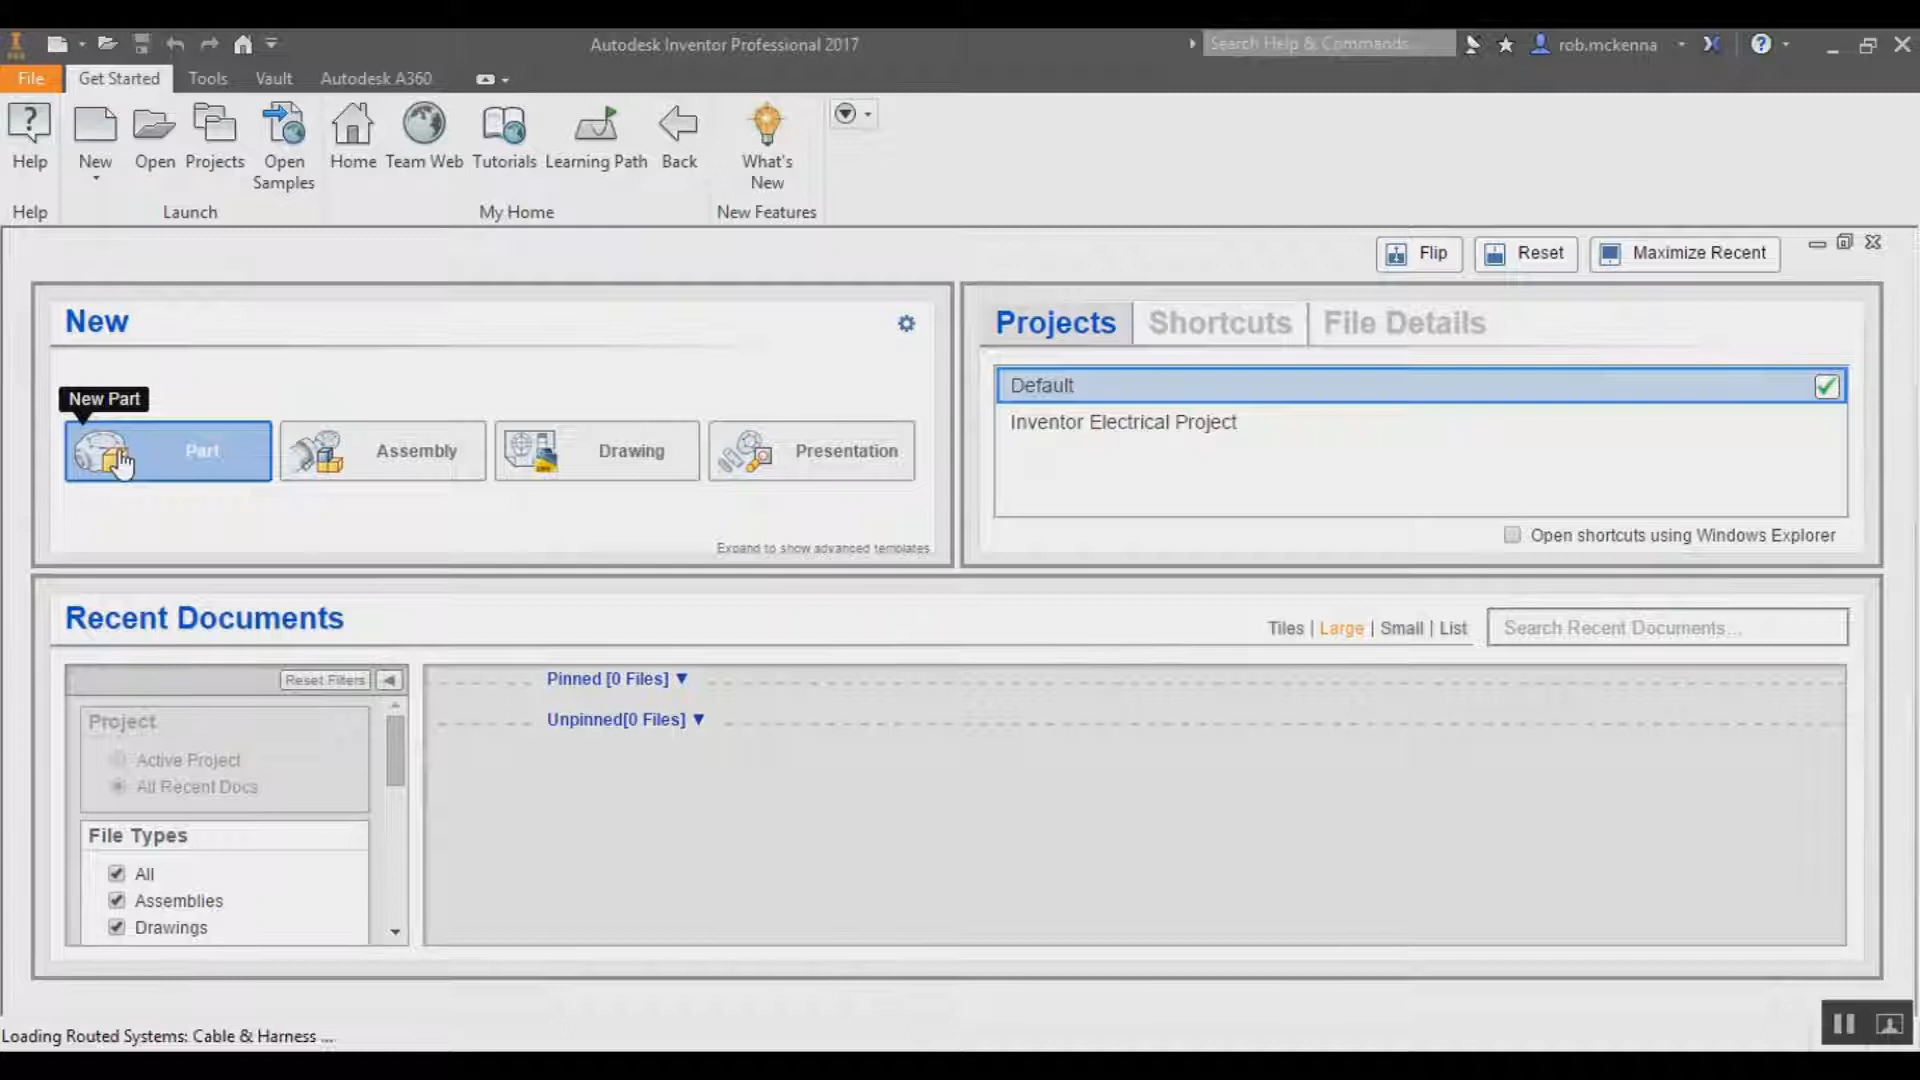 Autodesk Inventor Professional 2017
Search Help & Commands...
rob.mckenna
File
Get Started
Tools
Vault
Autodesk A360
Help
New
Open
Projects
Open Samples
Home
Team Web
Tutorials
Learning Path
Back
What's New
Help
Launch
My Home
New Features
Flip
Reset
Maximize Recent
New
New Part
Part
Assembly
Drawing
Presentation
Expand to show advanced templates
Projects
Shortcuts
File Details
Default
Inventor Electrical Project
Open shortcuts using Windows Explorer
Recent Documents
Tiles | Large | Small | List
Search Recent Documents...
Reset Filters
Project
Active Project
All Recent Docs
File Types
All
Assemblies
Drawings
Pinned [0 Files] ▼
Unpinned[0 Files] ▼
Loading Routed Systems: Cable & Harness ...